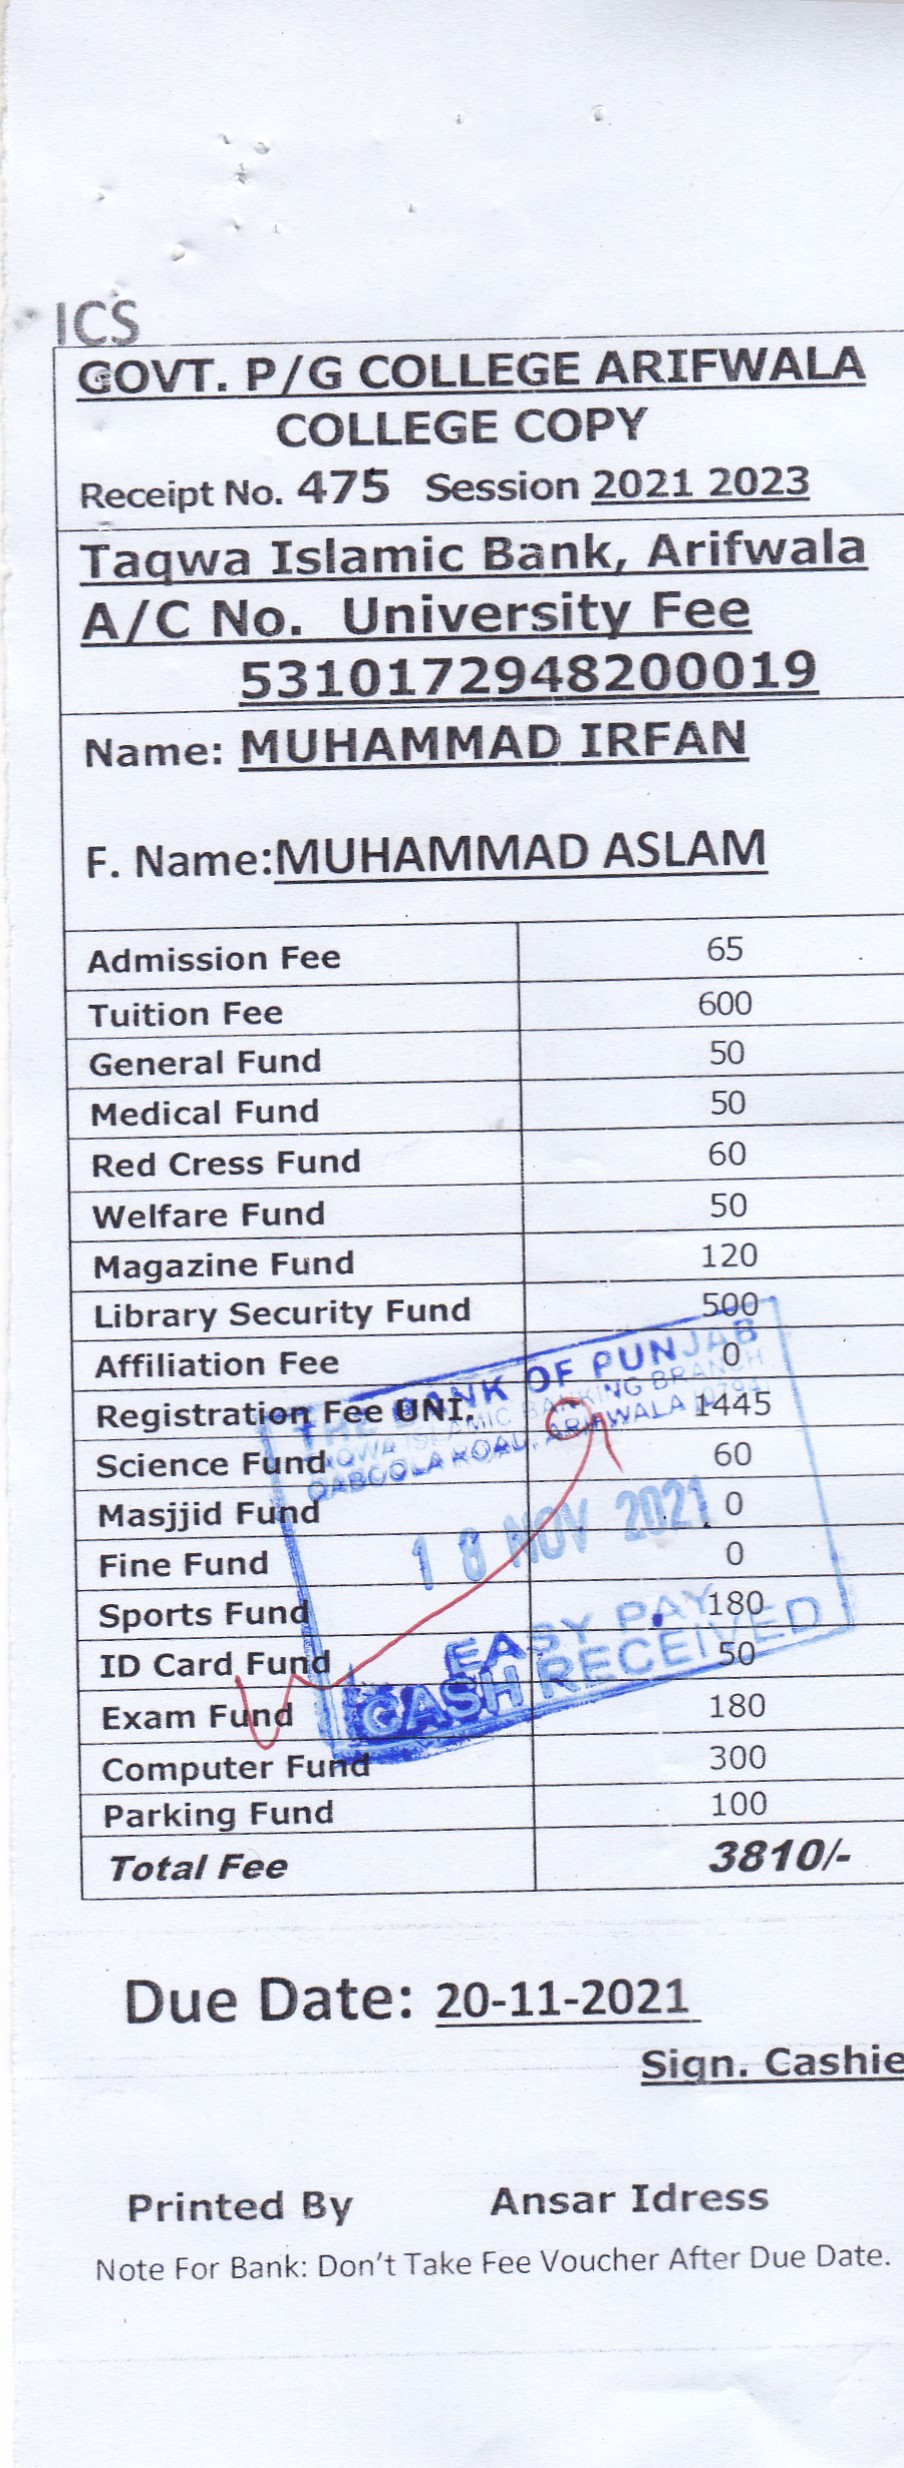 ICS
GOVT. P/G COLLEGE ARIFWALA
COLLEGE COPY
Receipt No. 475 Session 2021 2023
Taqwa Islamic Bank, Arifwala
A/C No. University Fee
5310172948200019
Name: MUHAMMAD IRFAN
F. Name:MUHAMMAD ASLAM
Admission Fee 65
Tuition Fee 600
General Fund 50
Medical Fund 50
Red Cress Fund 60
Welfare Fund 50
Magazine Fund 120
Library Security Fund 500
Affiliation Fee 0
Registration Fee UNI. 1445
Science Fund 60
Masjjid Fund 0
Fine Fund 0
Sports Fund 180
ID Card Fund 50
Exam Fund 180
Computer Fund 300
Parking Fund 100
Total Fee 3810/-
THE BANK OF PUNJAB
TAQWA ISLAMIC BANKING BRANCH
QABOOLA ROAD, ARIFWALA
18 NOV 2021
EASY PAY
CASH RECEIVED
Due Date: 20-11-2021
Sign. Cashie
Printed By Ansar Idress
Note For Bank: Don't Take Fee Voucher After Due Date.